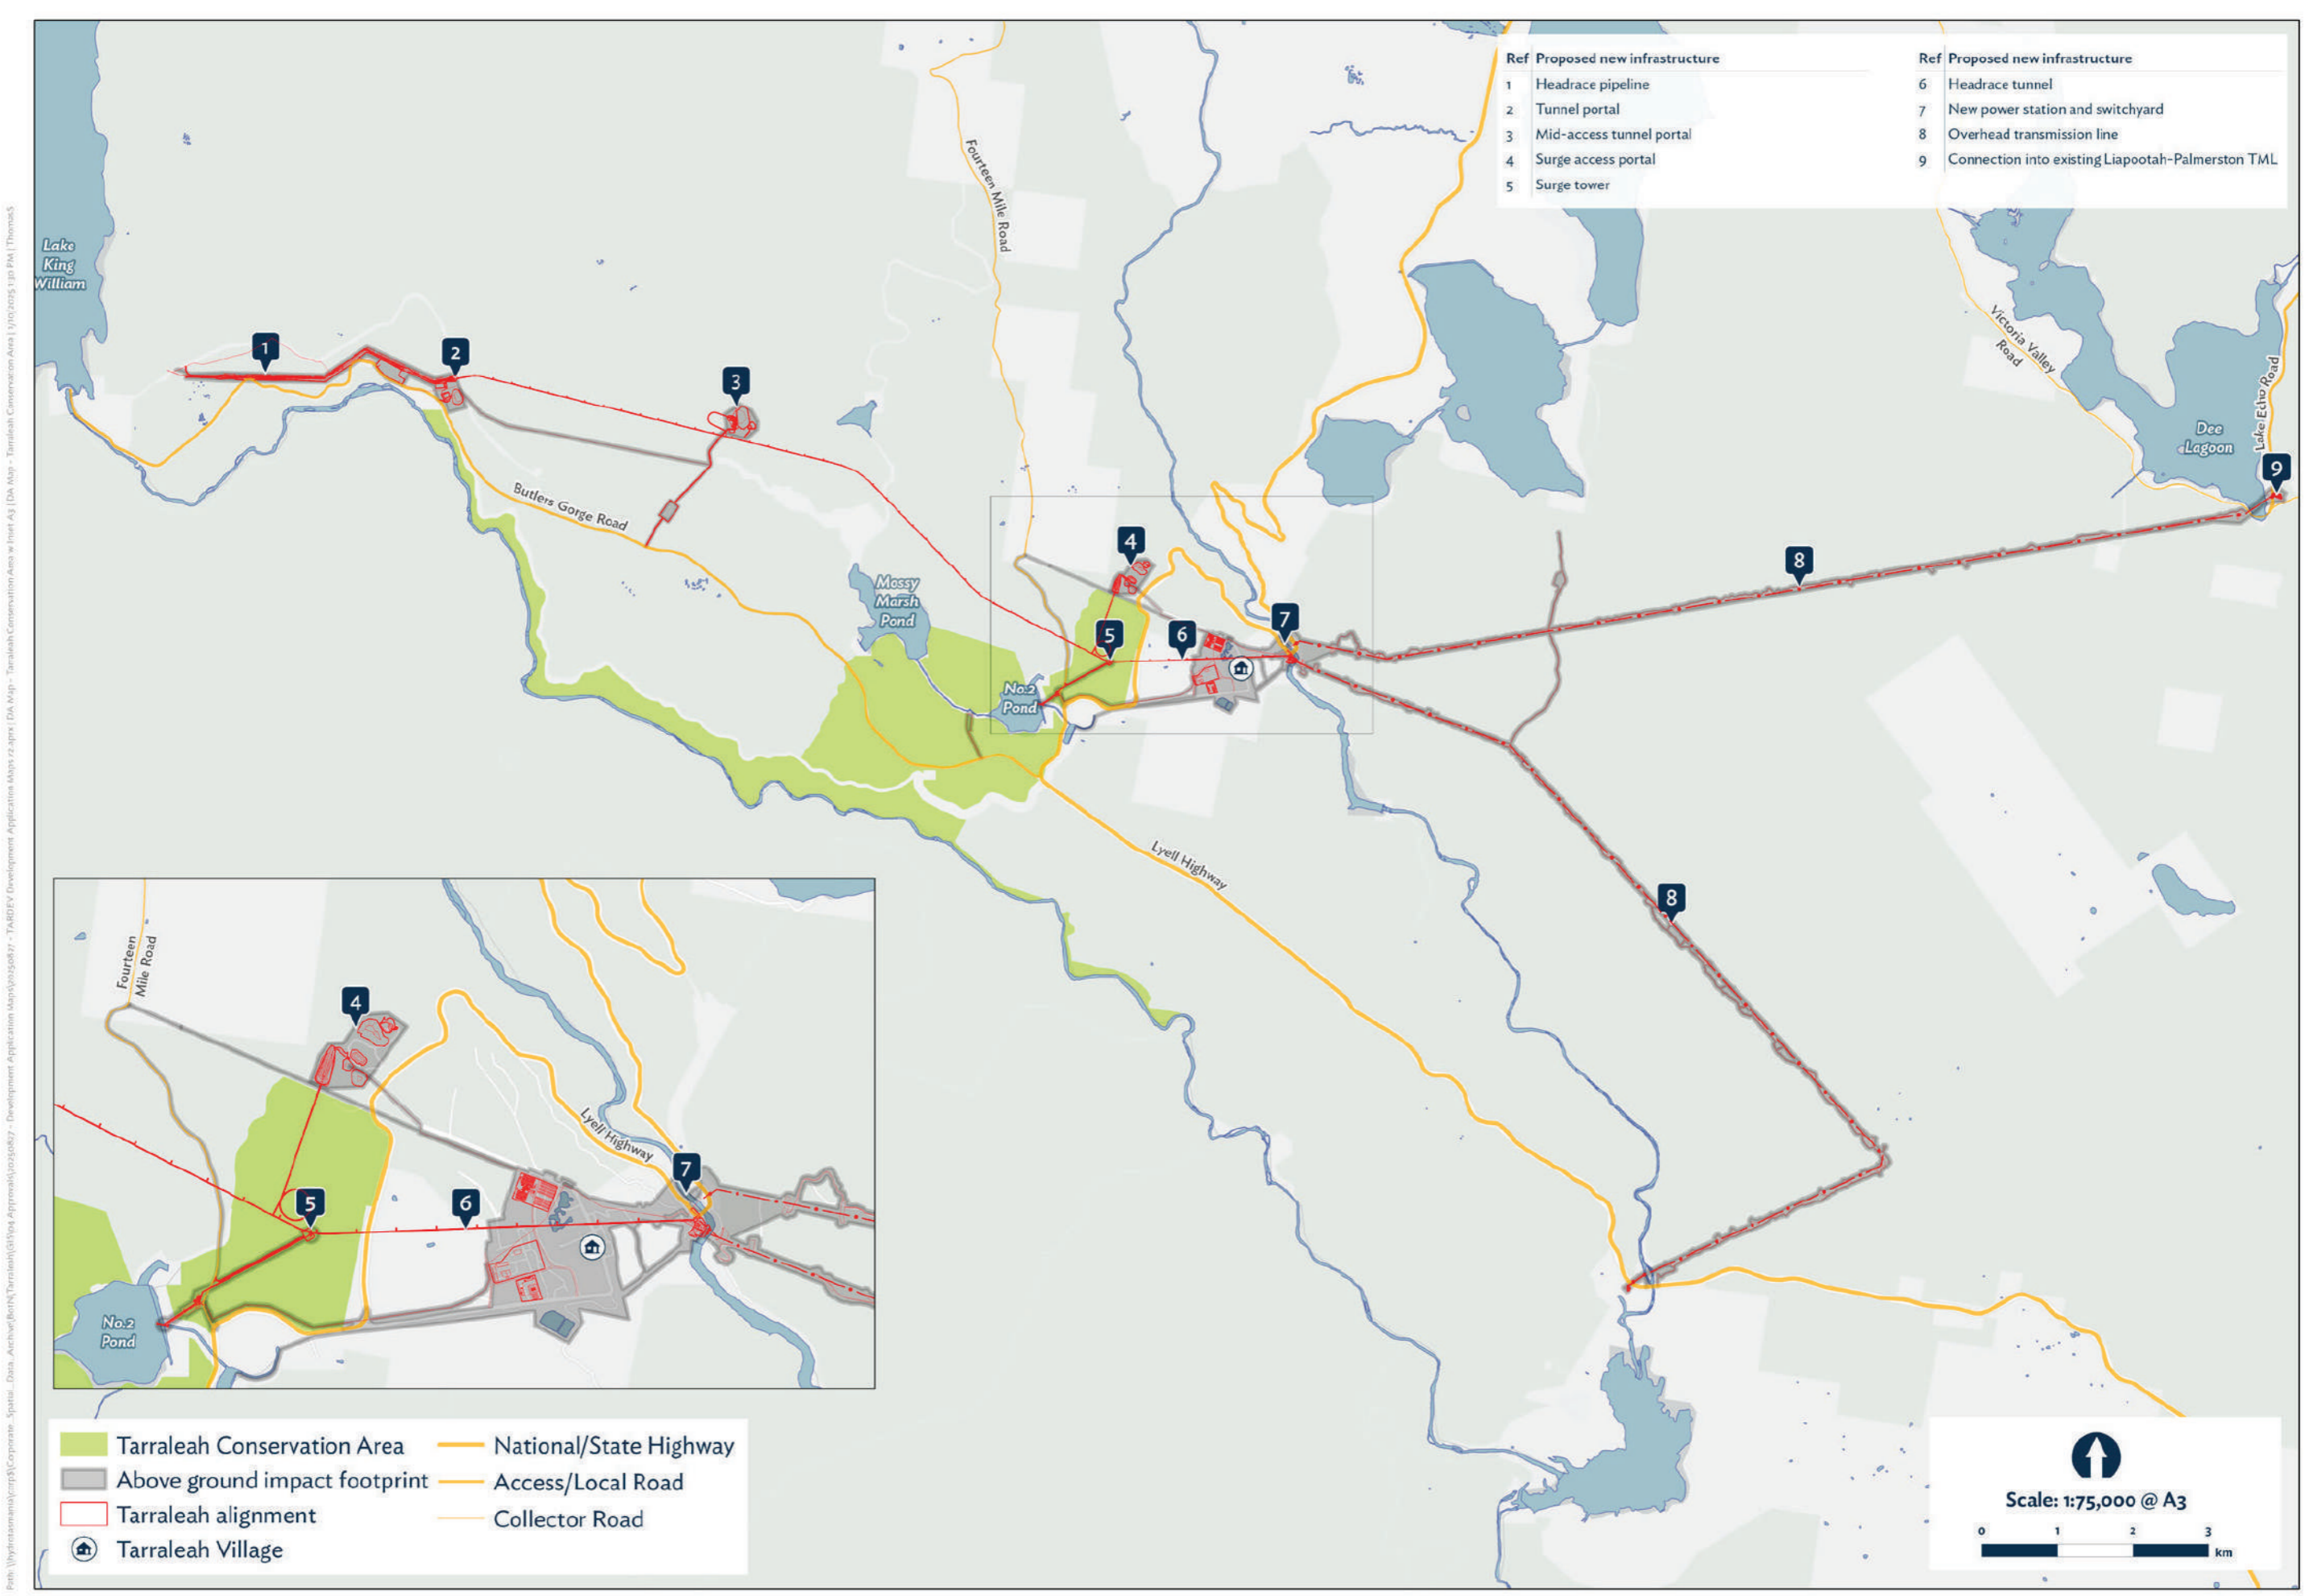 Ref Proposed new infrastructure
1 Headrace pipeline
2 Tunnel portal
3 Mid-access tunnel portal
4 Surge access portal
5 Surge tower
Ref Proposed new infrastructure
6 Headrace tunnel
7 New power station and switchyard
8 Overhead transmission line
9 Connection into existing Liapootah-Palmerston TML
Lake
King
William
Fourteen Mile Road
Victoria Valley
Road
Lake Echo Road
Dee
Lagoon
1
2
3
9
Butlers Gorge Road
4
8
Mossy
Marsh
Pond
5
6
7
No.2
Pond
Lyell Highway
8
Fourteen
Mile Road
4
Lyell Highway
7
5
6
No.2
Pond
Tarraleah Conservation Area
Above ground impact footprint
Tarraleah alignment
Tarraleah Village
National/State Highway
Access/Local Road
Collector Road
Scale: 1:75,000 @ A3
0 1 2 3
km